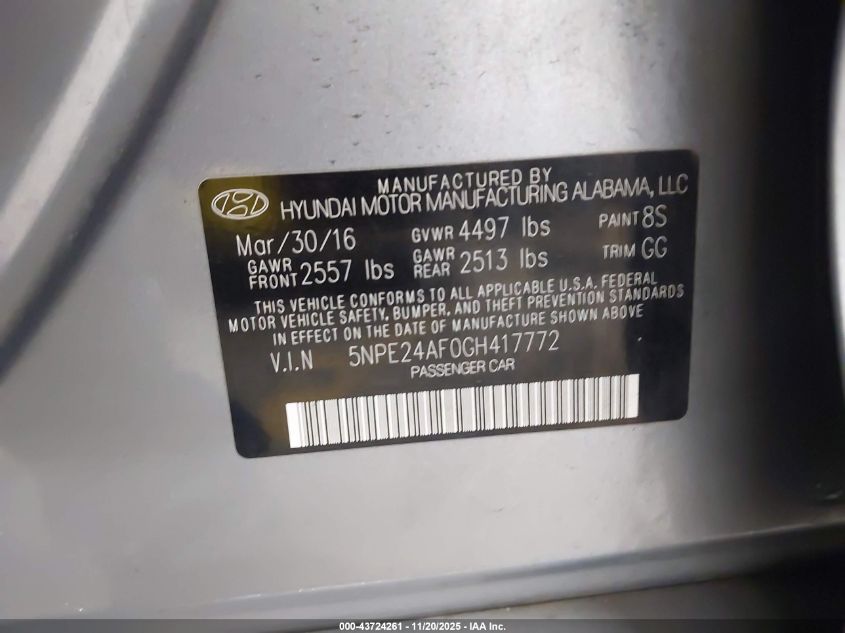 MANUFACTURED BY
HYUNDAI MOTOR MANUFACTURING ALABAMA, LLC
Mar/30/16 GVWR 4497 lbs PAINT 8S
GAWR FRONT 2557 lbs GAWR REAR 2513 lbs TRIM GG
THIS VEHICLE CONFORMS TO ALL APPLICABLE U.S.A. FEDERAL
MOTOR VEHICLE SAFETY, BUMPER, AND THEFT PREVENTION STANDARDS
IN EFFECT ON THE DATE OF MANUFACTURE SHOWN ABOVE
V.I.N 5NPE24AF0GH417772
PASSENGER CAR
000-43724261 - 11/20/2025 - IAA Inc.